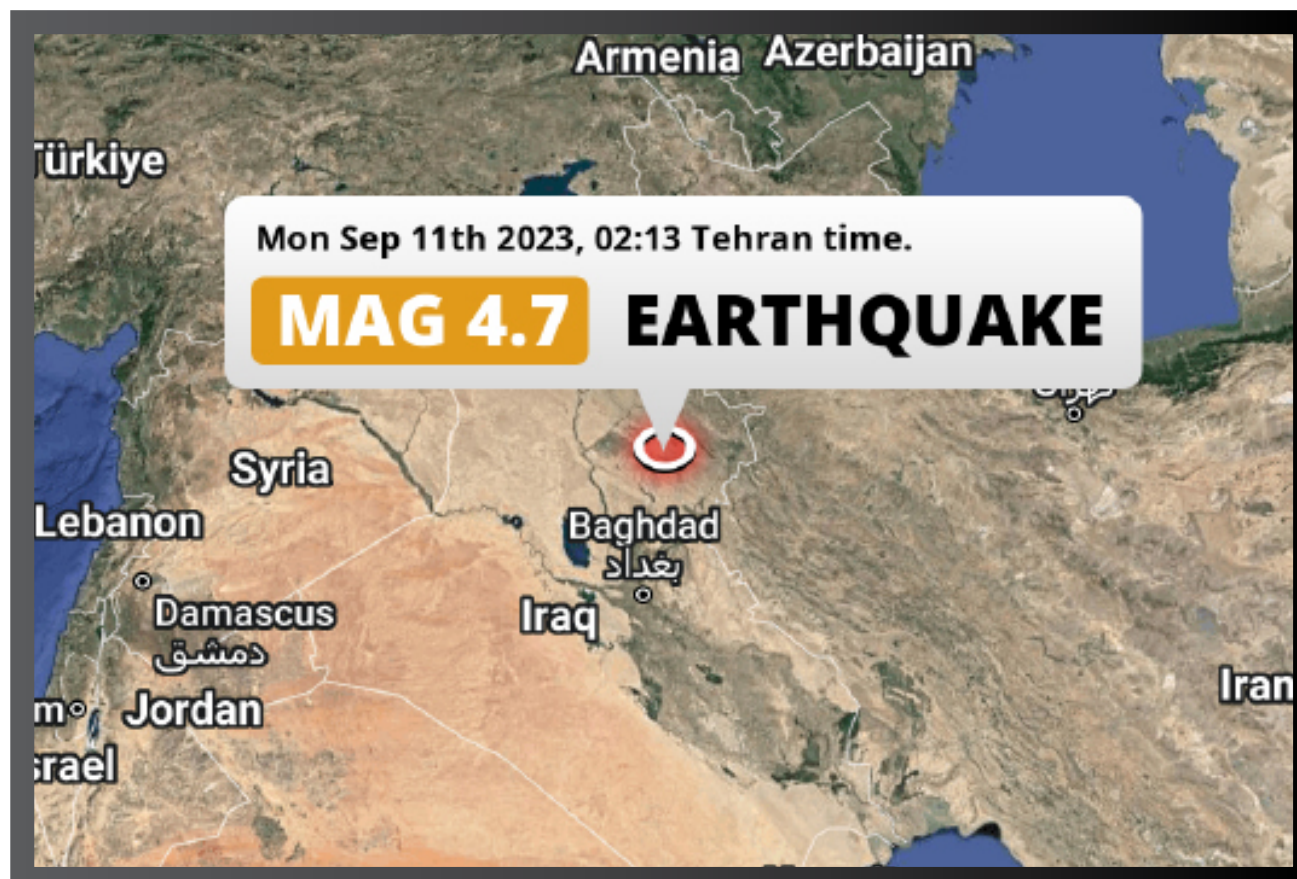 Armenia Azerbaijan
Türkiye
Mon Sep 11th 2023, 02:13 Tehran time.
MAG 4.7 EARTHQUAKE
Syria
Lebanon
Baghdad
بغداد
Damascus
دمشق
Iraq
Iran
m
Jordan
srael